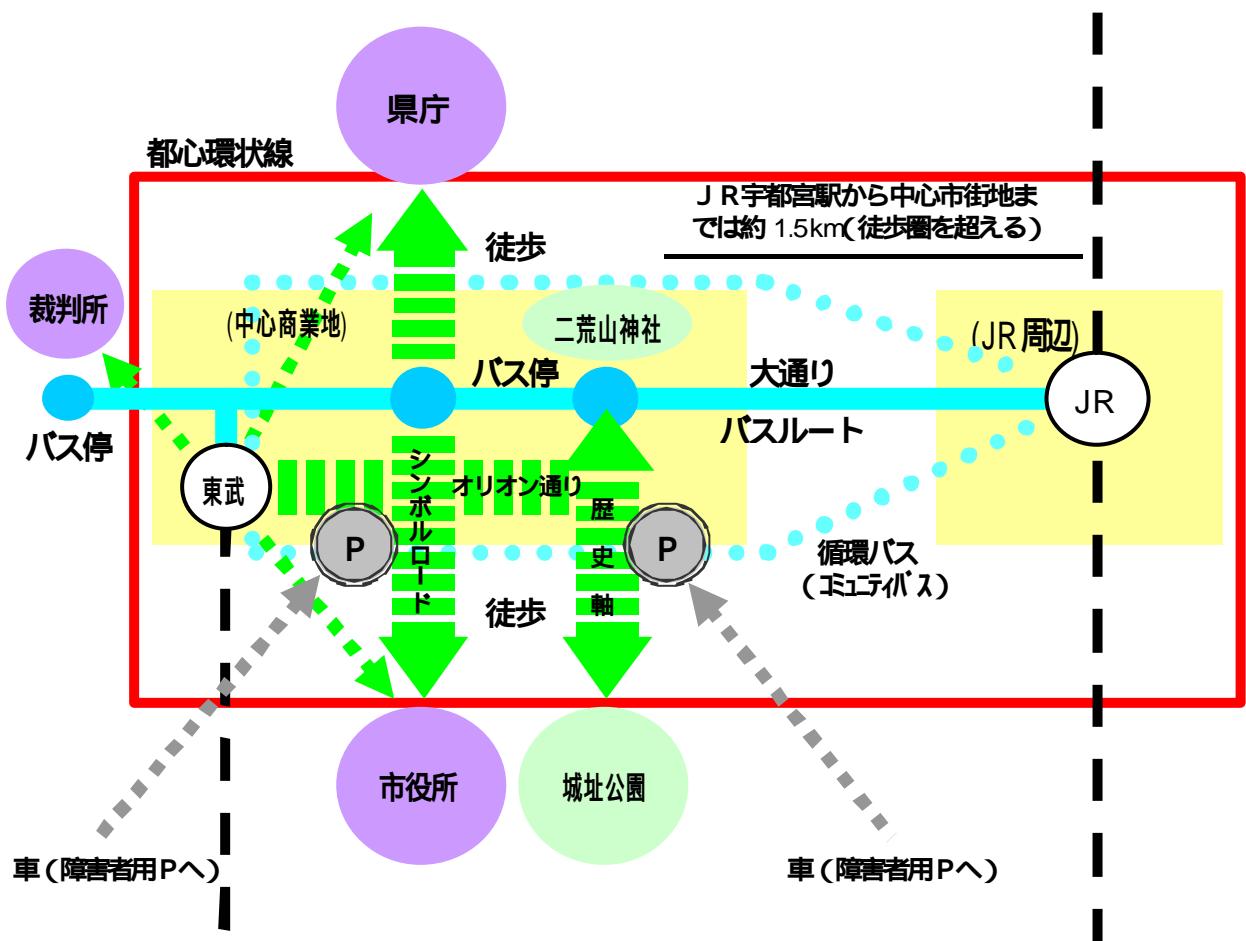 県庁
都心環状線
ＪＲ宇都宮駅から中心市街地ま
では約 1.5km(徒歩圏を超える)
徒歩
裁判所
(中心商業地)
二荒山神社
(JR周辺)
バス停
大通り
JR
バス停
バスルート
東武
シンボルロード
オリオン通り
歴史軸
P
P
循環バス
(コミュニティバス)
徒歩
市役所
城址公園
車(障害者用Pへ)
車(障害者用Pへ)